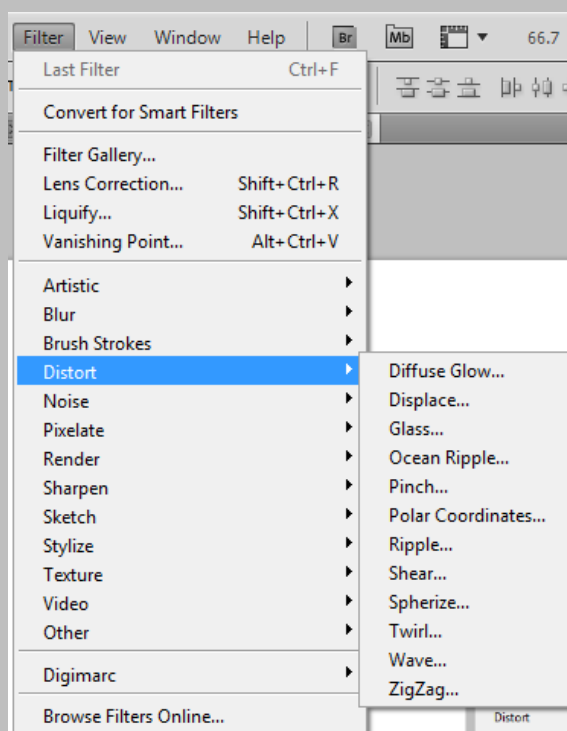 Filter View Window Help Br Mb 66.7
Last Filter Ctrl+F
Convert for Smart Filters
Filter Gallery...
Lens Correction... Shift+Ctrl+R
Liquify... Shift+Ctrl+X
Vanishing Point... Alt+Ctrl+V
Artistic
Blur
Brush Strokes
Distort
Noise
Pixelate
Render
Sharpen
Sketch
Stylize
Texture
Video
Other
Digimarc
Browse Filters Online...
Diffuse Glow...
Displace...
Glass...
Ocean Ripple...
Pinch...
Polar Coordinates...
Ripple...
Shear...
Spherize...
Twirl...
Wave...
ZigZag...
Distort